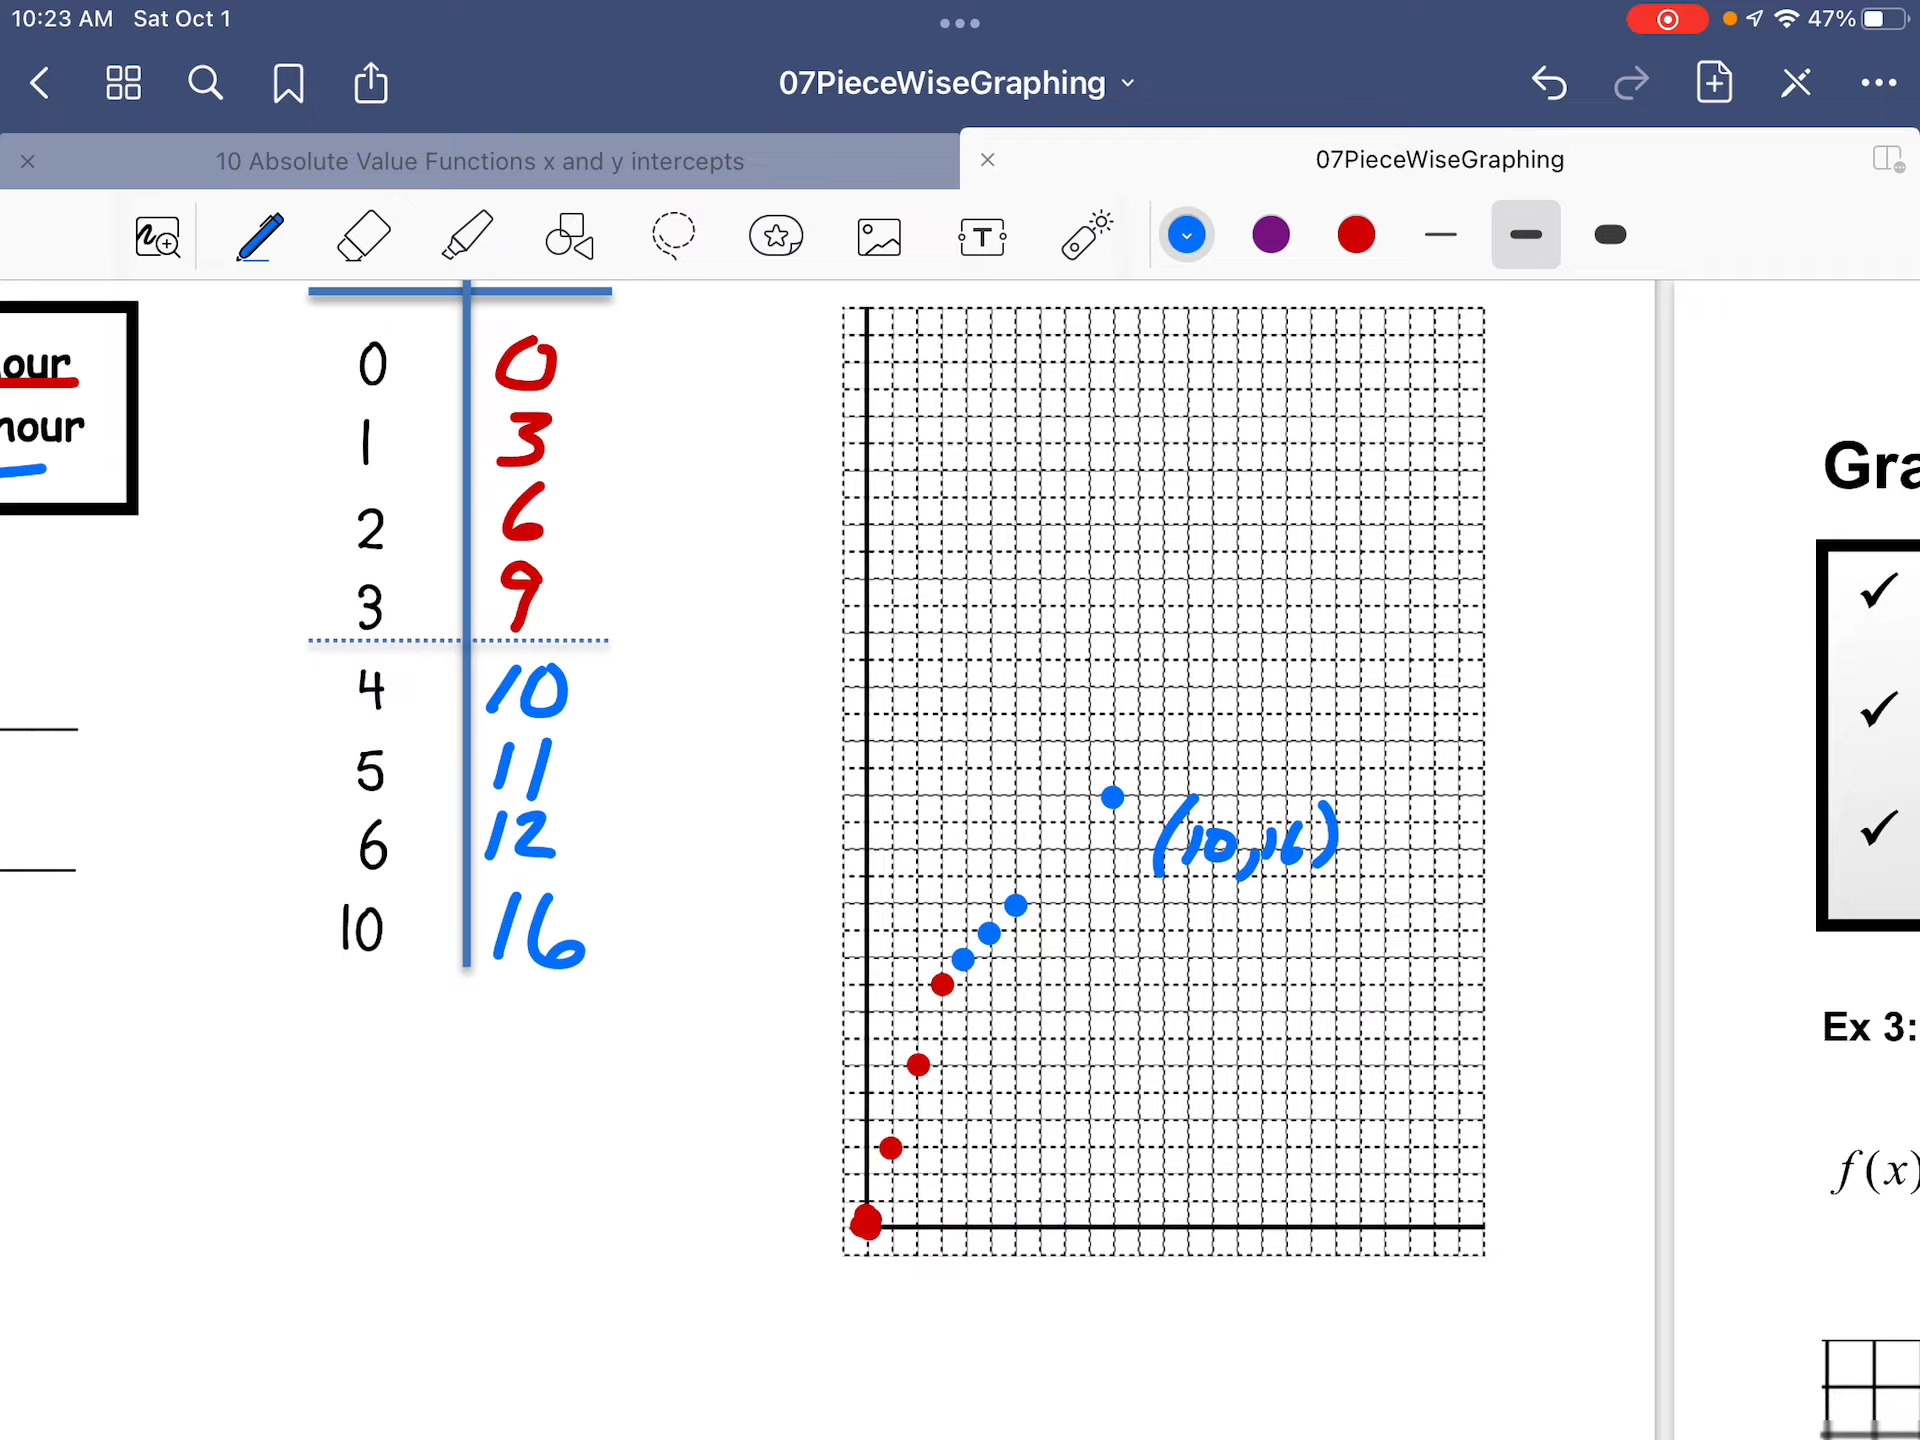 10:23 AM Sat Oct 1
47%
07PieceWiseGraphing
10 Absolute Value Functions x and y intercepts
07PieceWiseGraphing
T
our
hour
0 0
1 3
2 6
3 9
4 10
5 11
6 12
10 16
(10,16)
Gra
Ex 3:
f(x)